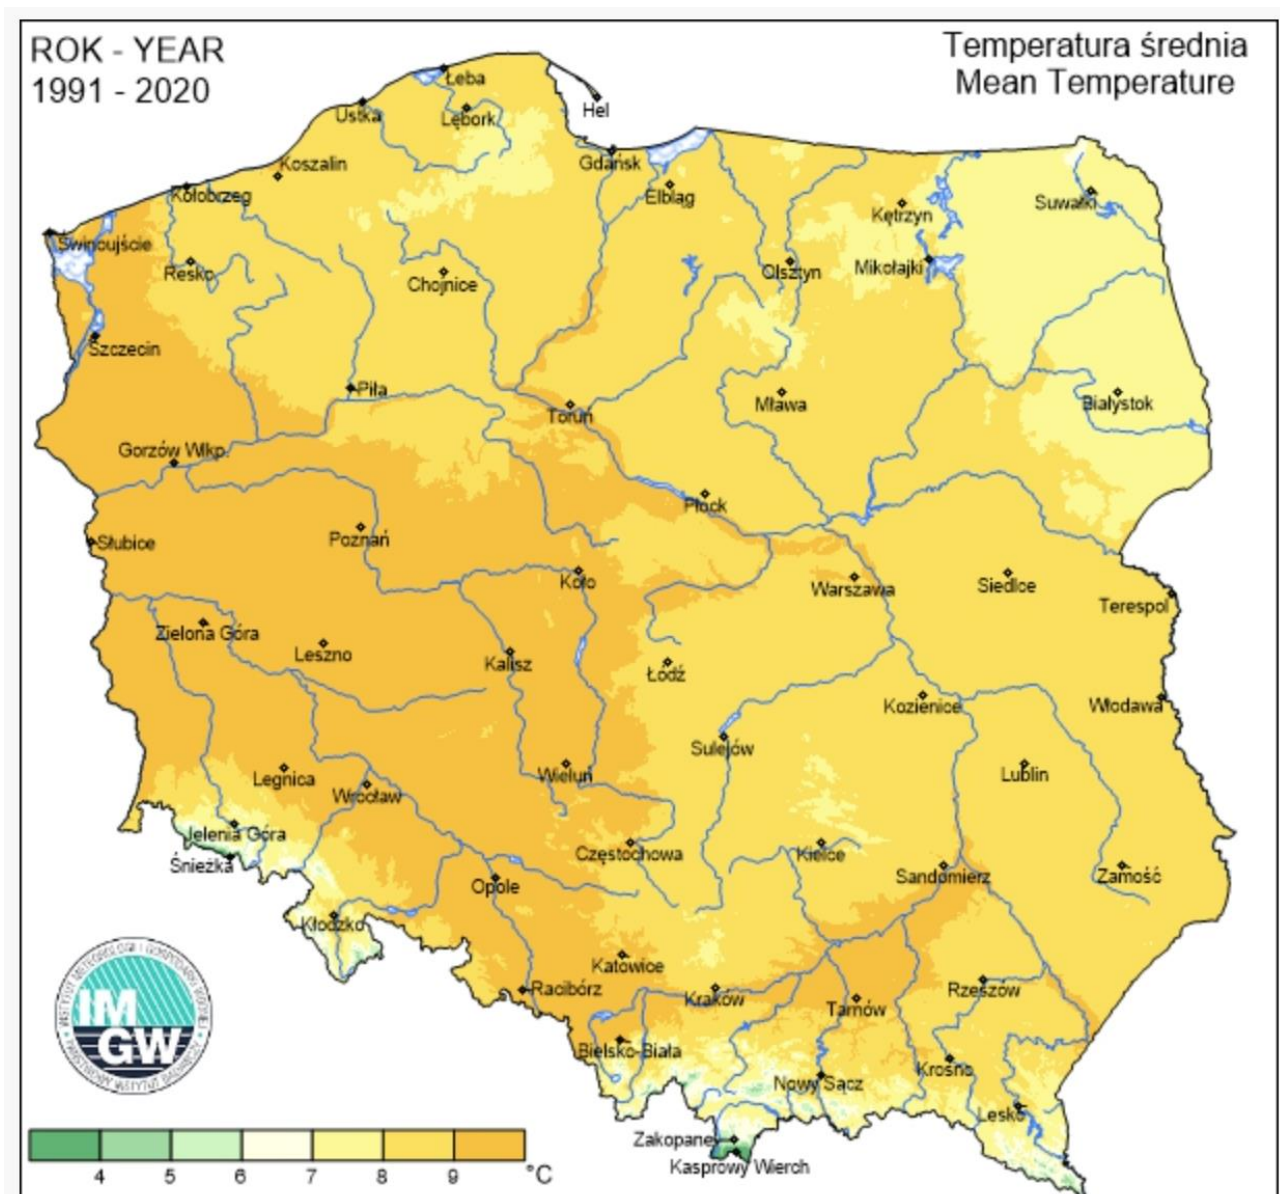 ROK - YEAR
1991 - 2020
Temperatura średnia
Mean Temperature
Łeba
Hel
Ustka
Lębork
Koszalin
Gdańsk
Kołobrzeg
Elbląg
Suwałki
Kętrzyn
Świnoujście
Resko
Chojnice
Olsztyn
Mikołajki
Szczecin
Piła
Toruń
Mława
Białystok
Gorzów Wlkp.
Płock
Słubice
Poznań
Koło
Warszawa
Siedlce
Terespol
Zielona Góra
Leszno
Kalisz
Łódź
Kozienice
Włodawa
Sulejów
Legnica
Wrocław
Wieluń
Lublin
Jelenia Góra
Śnieżka
Częstochowa
Kielce
Sandomierz
Zamość
Opole
Kłodzko
Katowice
Racibórz
Kraków
Tarnów
Rzeszów
Bielsko-Biała
Nowy Sącz
Krosno
Lesko
Zakopane
Kasprowy Wierch
IM
GW
4 5 6 7 8 9 °C